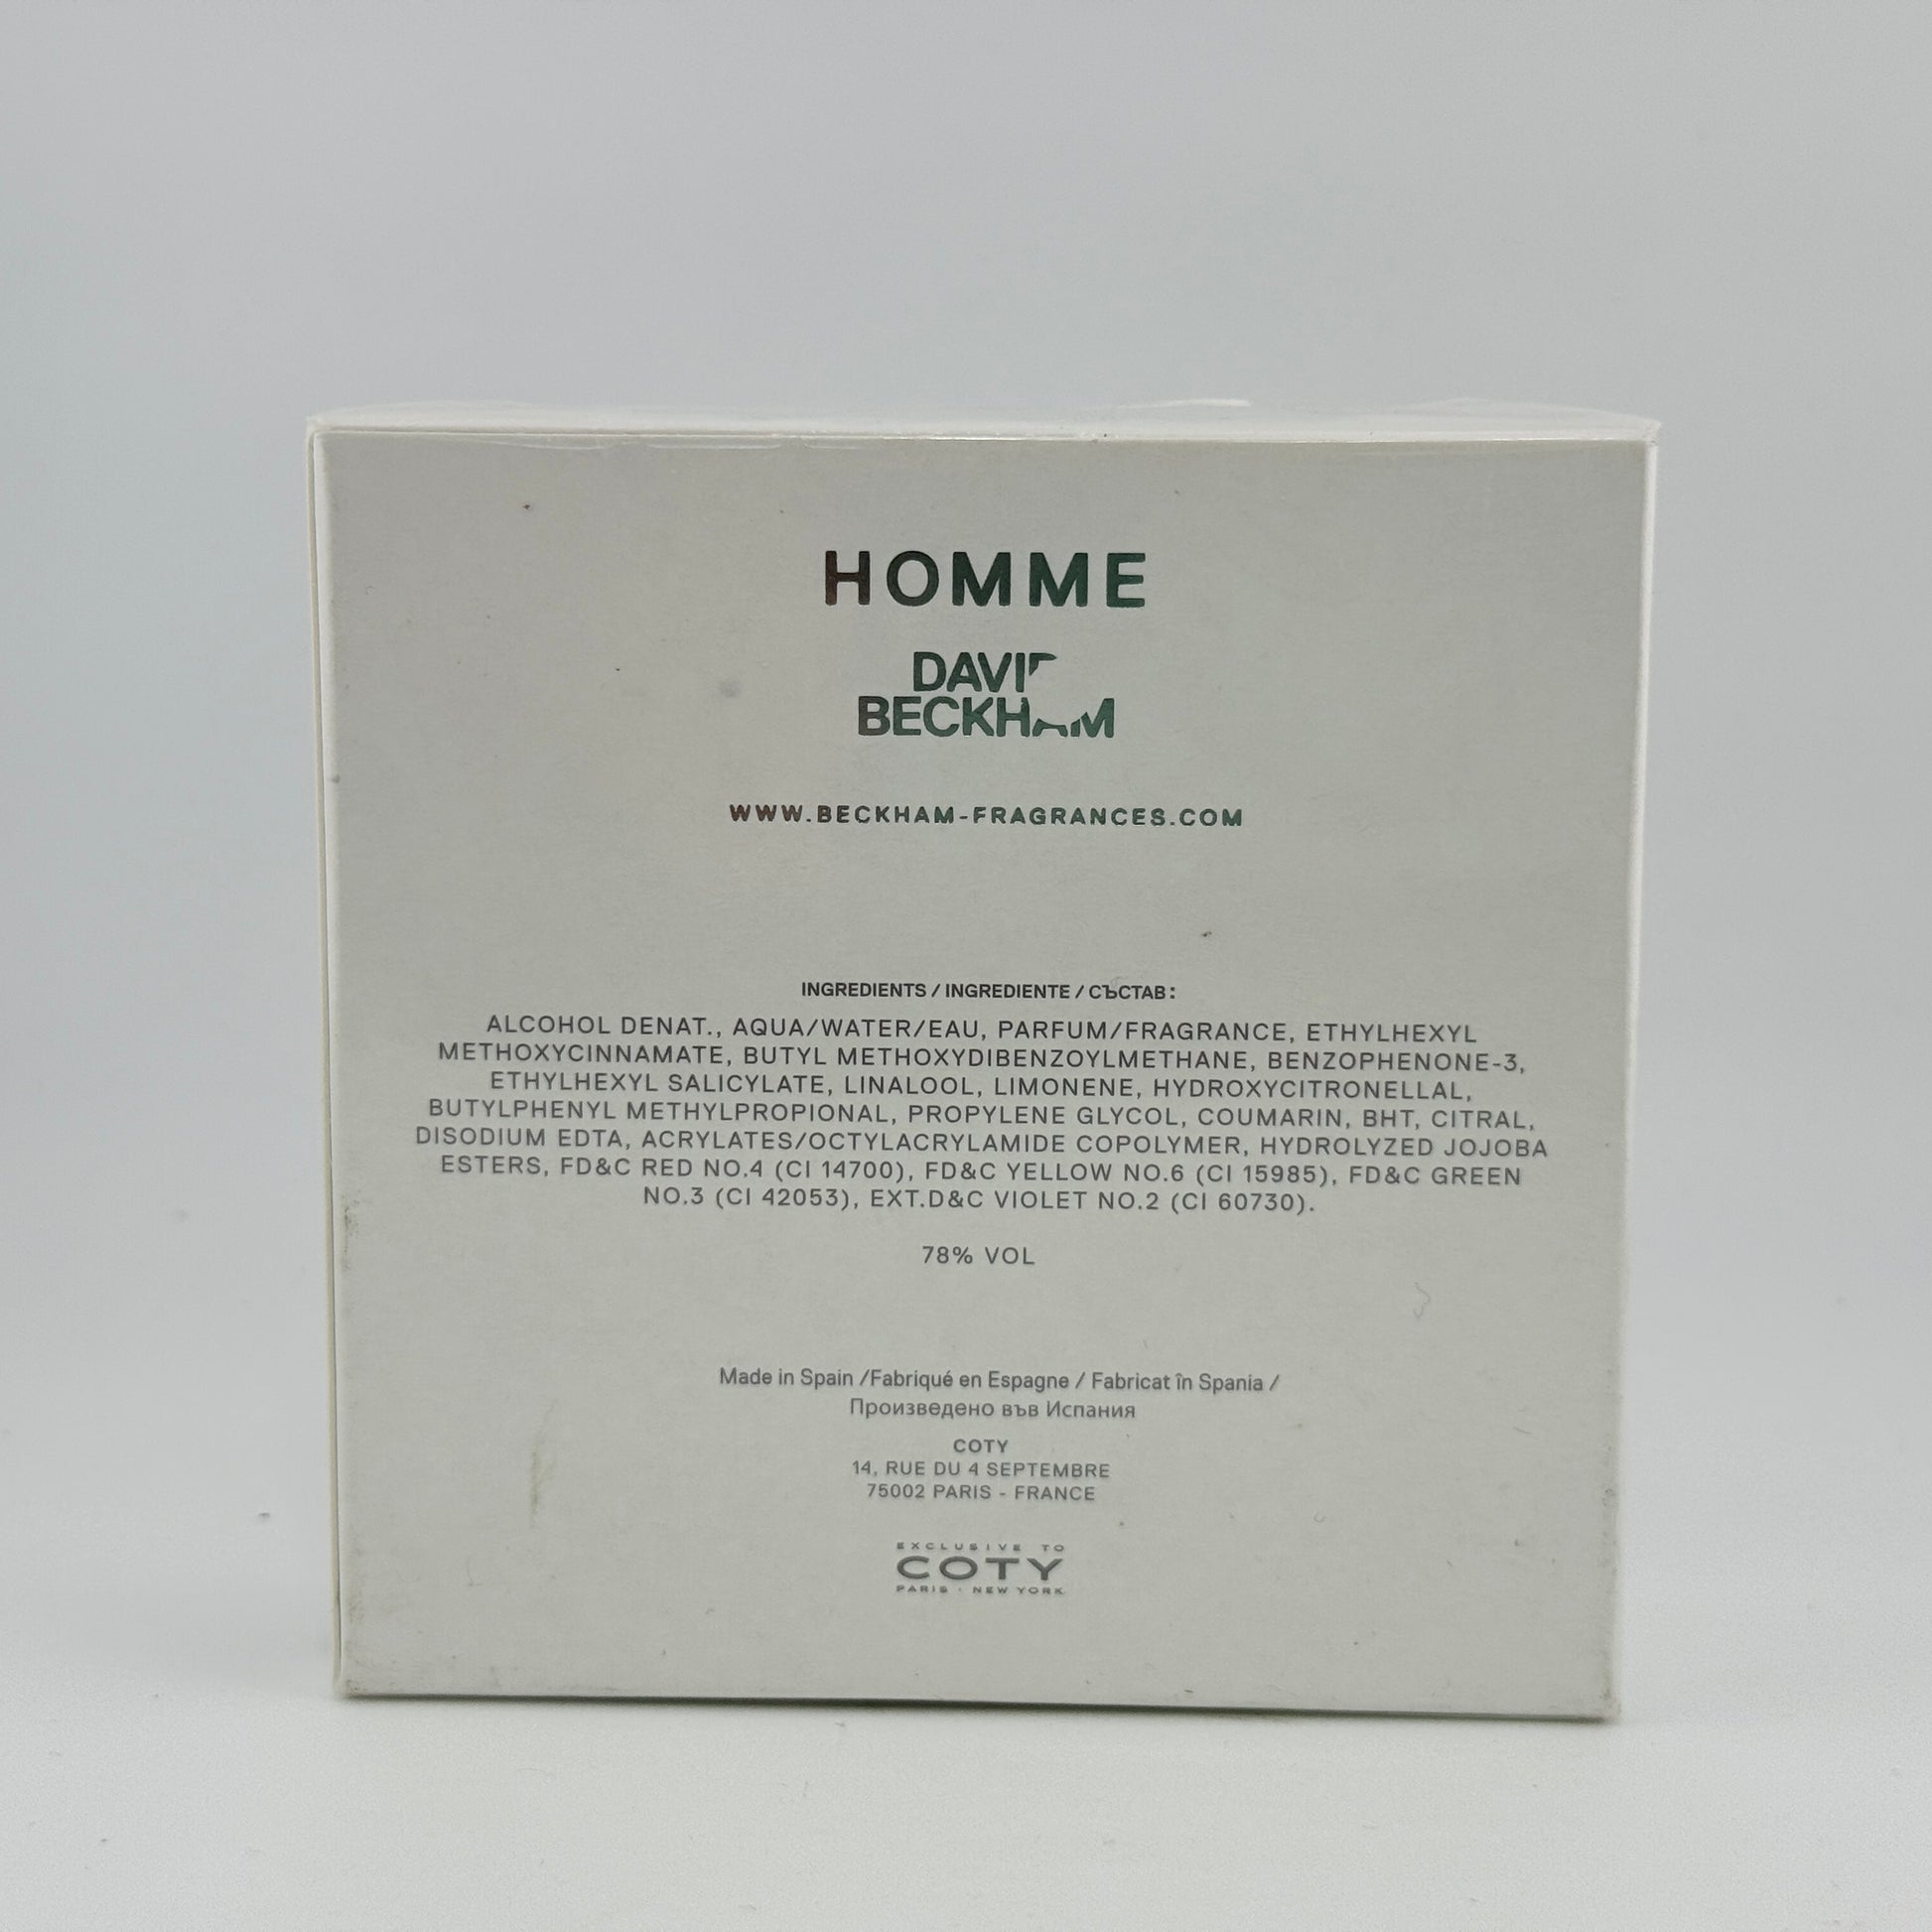 HOMME
DAVID
BECKHAM
WWW.BECKHAM-FRAGRANCES.COM
INGREDIENTS / INGREDIENTE / СЪСТАВ:
ALCOHOL DENAT., AQUA/WATER/EAU, PARFUM/FRAGRANCE, ETHYLHEXYL
METHOXYCINNAMATE, BUTYL METHOXYDIBENZOYLMETHANE, BENZOPHENONE-3,
ETHYLHEXYL SALICYLATE, LINALOOL, LIMONENE, HYDROXYCITRONELLAL,
BUTYLPHENYL METHYLPROPIONAL, PROPYLENE GLYCOL, COUMARIN, BHT, CITRAL,
DISODIUM EDTA, ACRYLATES/OCTYLACRYLAMIDE COPOLYMER, HYDROLYZED JOJOBA
ESTERS, FD&C RED NO.4 (CI 14700), FD&C YELLOW NO.6 (CI 15985), FD&C GREEN
NO.3 (CI 42053), EXT.D&C VIOLET NO.2 (CI 60730).
78% VOL
Made in Spain /Fabriqué en Espagne / Fabricat în Spania /
Произведено във Испания
COTY
14, RUE DU 4 SEPTEMBRE
75002 PARIS - FRANCE
EXCLUSIVE TO
COTY
PARIS · NEW YORK